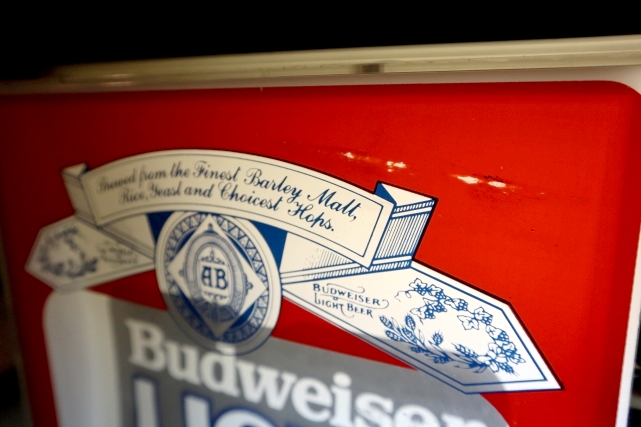 Brewed from the Finest Barley Malt,
Rice, Yeast and Choicest Hops.
AB
BUDWEISER
LIGHT BEER
Budweiser